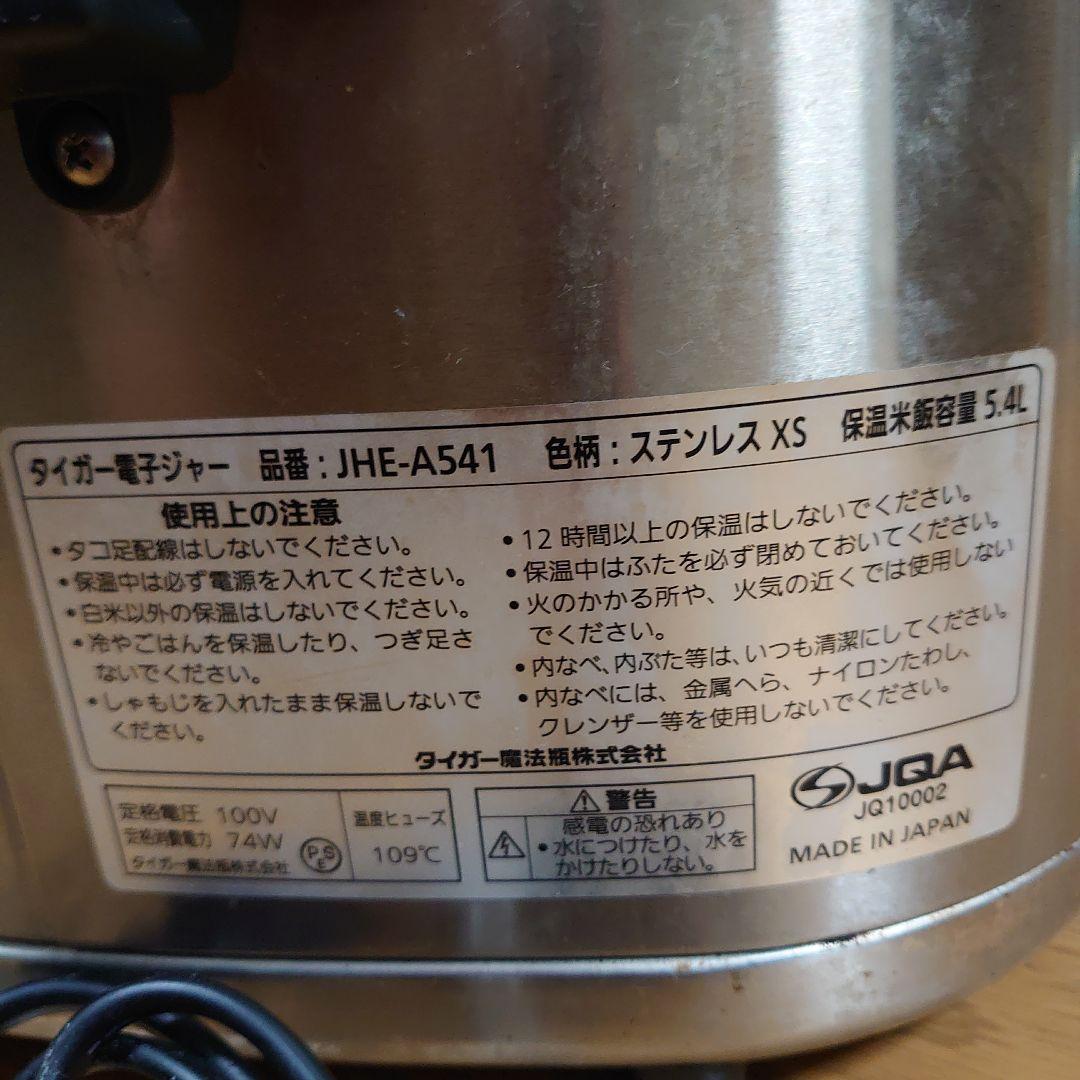 タイガー電子ジャー 品番：JHE-A541 色柄：ステンレス XS 保温米飯容量 5.4L
使用上の注意
•タコ足配線はしないでください。
•保温中は必ず電源を入れてください。
•白米以外の保温はしないでください。
•冷やごはんを保温したり、つぎ足さ
ないでください。
•しゃもじを入れたまま保温しないで
ください。
•12 時間以上の保温はしないでください。
•保温中はふたを必ず閉めておいてください。
•火のかかる所や、火気の近くでは使用しない
でください。
•内なべ、内ぶた等は、いつも清潔にしてください。
•内なべには、金属へら、ナイロンたわし、
クレンザー等を使用しないでください。
タイガー魔法瓶株式会社
定格電圧 100V
定格消費電力 74W
タイガー魔法瓶株式会社
PSE
温度ヒューズ
109℃
⚠警告
感電の恐れあり
•水につけたり、水を
かけたりしない。
JQA
JQ10002
MADE IN JAPAN